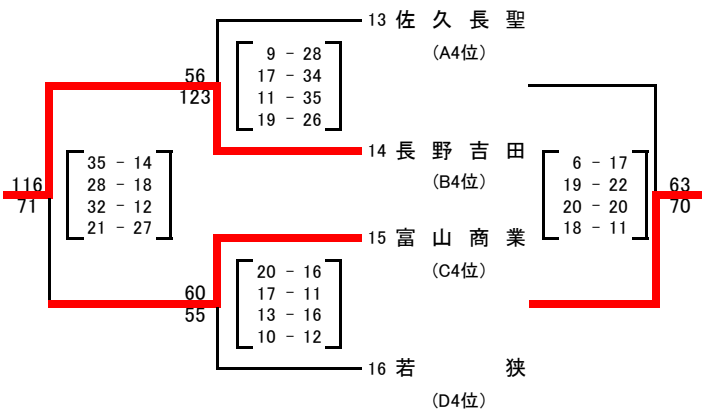 13 佐久長聖
(A4位)
9 - 28
17 - 34
11 - 35
19 - 26
56
123
14 長野吉田
(B4位)
35 - 14
28 - 18
32 - 12
21 - 27
116
71
6 - 17
19 - 22
20 - 20
18 - 11
63
70
15 富山商業
(C4位)
20 - 16
17 - 11
13 - 16
10 - 12
60
55
16 若狭
(D4位)